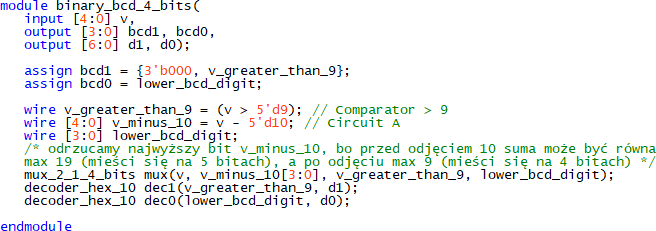 module binary_bcd_4_bits(
input [4:0] v,
output [3:0] bcd1, bcd0,
output [6:0] d1, d0);
assign bcd1 = {3'b000, v_greater_than_9};
assign bcd0 = lower_bcd_digit;
wire v_greater_than_9 = (v > 5'd9); // Comparator > 9
wire [4:0] v_minus_10 = v - 5'd10; // Circuit A
wire [3:0] lower_bcd_digit;
/* odrzucamy najwyższy bit v_minus_10, bo przed odjęciem 10 suma może być równa
max 19 (mieści się na 5 bitach), a po odjęciu max 9 (mieści się na 4 bitach) */
mux_2_1_4_bits mux(v, v_minus_10[3:0], v_greater_than_9, lower_bcd_digit);
decoder_hex_10 dec1(v_greater_than_9, d1);
decoder_hex_10 dec0(lower_bcd_digit, d0);
endmodule